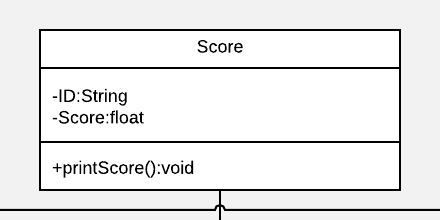 Score
-ID:String
-Score:float
+printScore():void